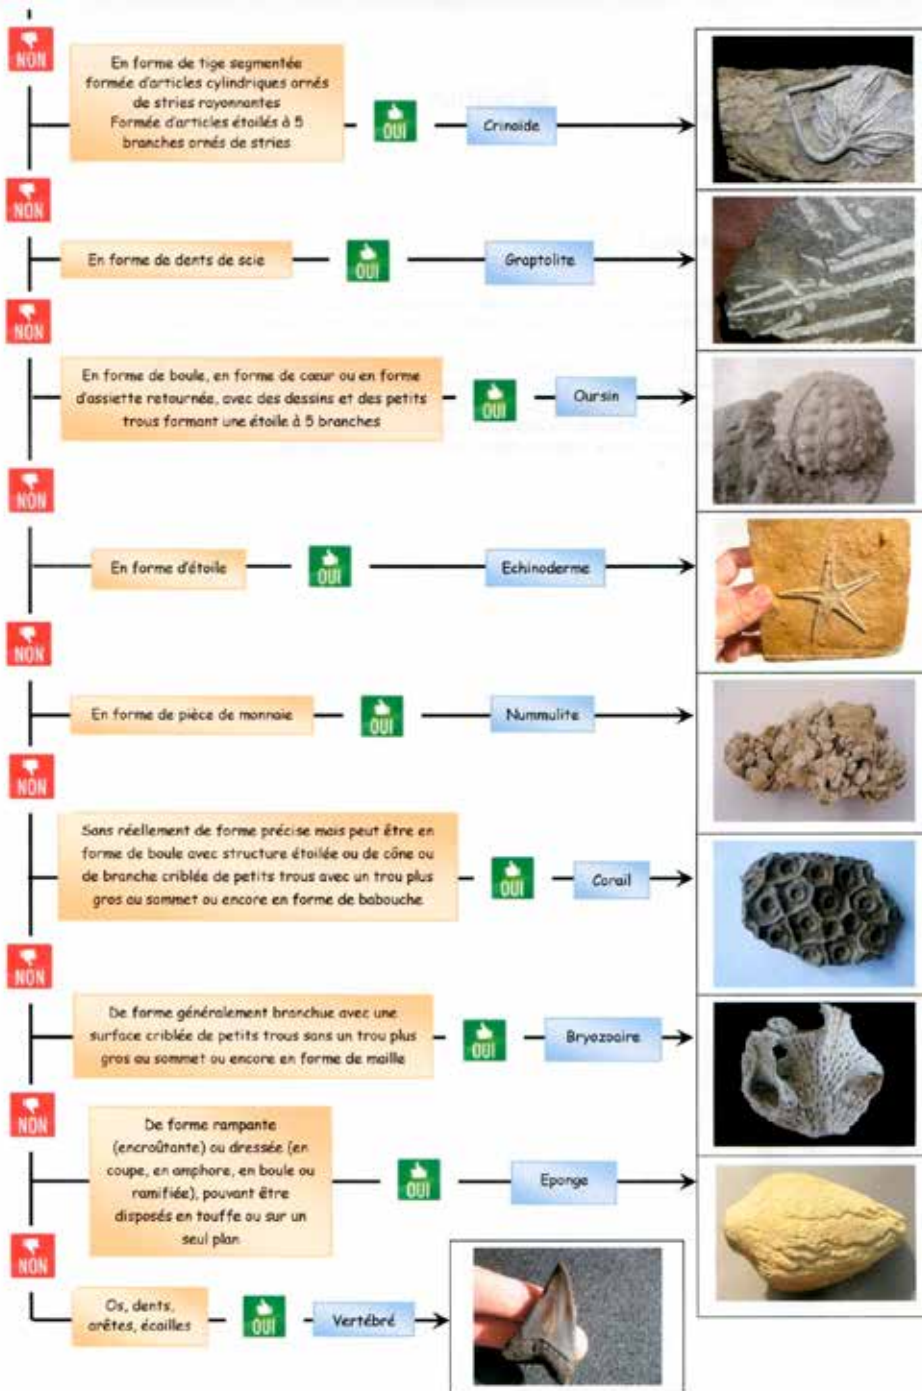 NON
En forme de tige segmentée
formée d'articles cylindriques ornés
de stries rayonnantes
Formée d'articles étoilés à 5
branches ornés de stries
OUI
Crinoïde
NON
En forme de dents de scie
OUI
Graptolite
NON
En forme de boule, en forme de cœur ou en forme
d'assiette retournée, avec des dessins et des petits
trous formant une étoile à 5 branches
OUI
Oursin
NON
En forme d'étoile
OUI
Echinoderme
NON
En forme de pièce de monnaie
OUI
Nummulite
NON
Sans réellement de forme précise mais peut être en
forme de boule avec structure étoilée ou de cône ou
de branche criblée de petits trous avec un trou plus
gros au sommet ou encore en forme de babouche
OUI
Corail
NON
De forme généralement branchue avec une
surface criblée de petits trous sans un trou plus
gros au sommet ou encore en forme de maille
OUI
Bryozoaire
NON
De forme rampante
(encroûtante) ou dressée (en
coupe, en amphore, en boule ou
ramifiée), pouvant être
disposés en touffe ou sur un
seul plan
OUI
Eponge
NON
Os, dents,
arêtes, écailles
OUI
Vertébré